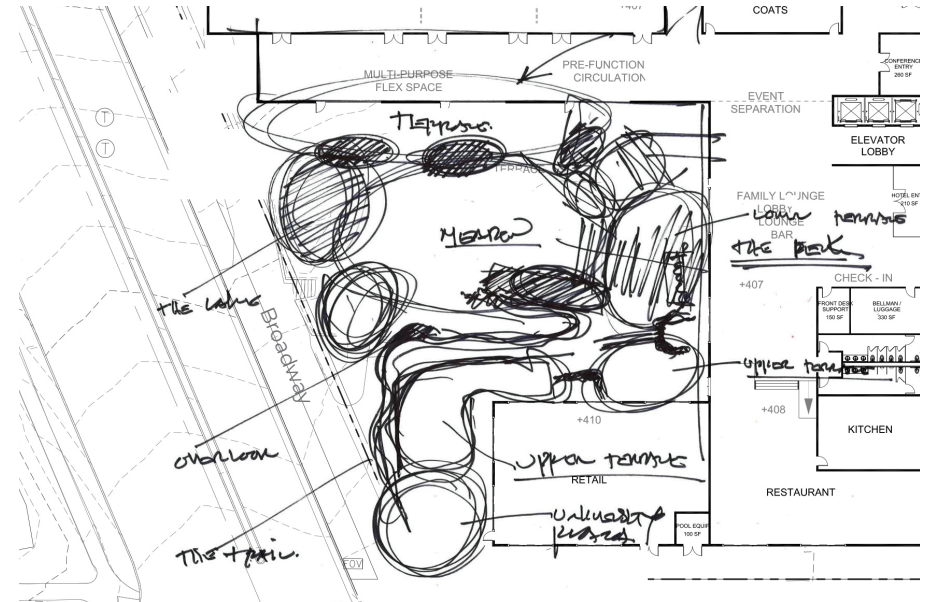 +407
COATS
MULTI-PURPOSE
FLEX SPACE
PRE-FUNCTION
CIRCULATION
CONFERENCE
ENTRY
260 SF
EVENT
SEPARATION
T
TERRACE
ELEVATOR
LOBBY
T
TERRACE
HOTEL ENT
210 SF
FAMILY LOUNGE
LOBBY
LOUNGE
BAR
LOWER TERRACE
MEADOW
THE DECK
CHECK - IN
+407
THE LAWN
FRONT DESK
SUPPORT
150 SF
BELLMAN /
LUGGAGE
330 SF
Broadway
UPPER TERRACE
+408
+410
KITCHEN
OVERLOOK
UPPER TERRACE
RETAIL
RESTAURANT
UNIVERSITY
PLAZA
POOL EQUIP
100 SF
THE TRAIL.
EOV